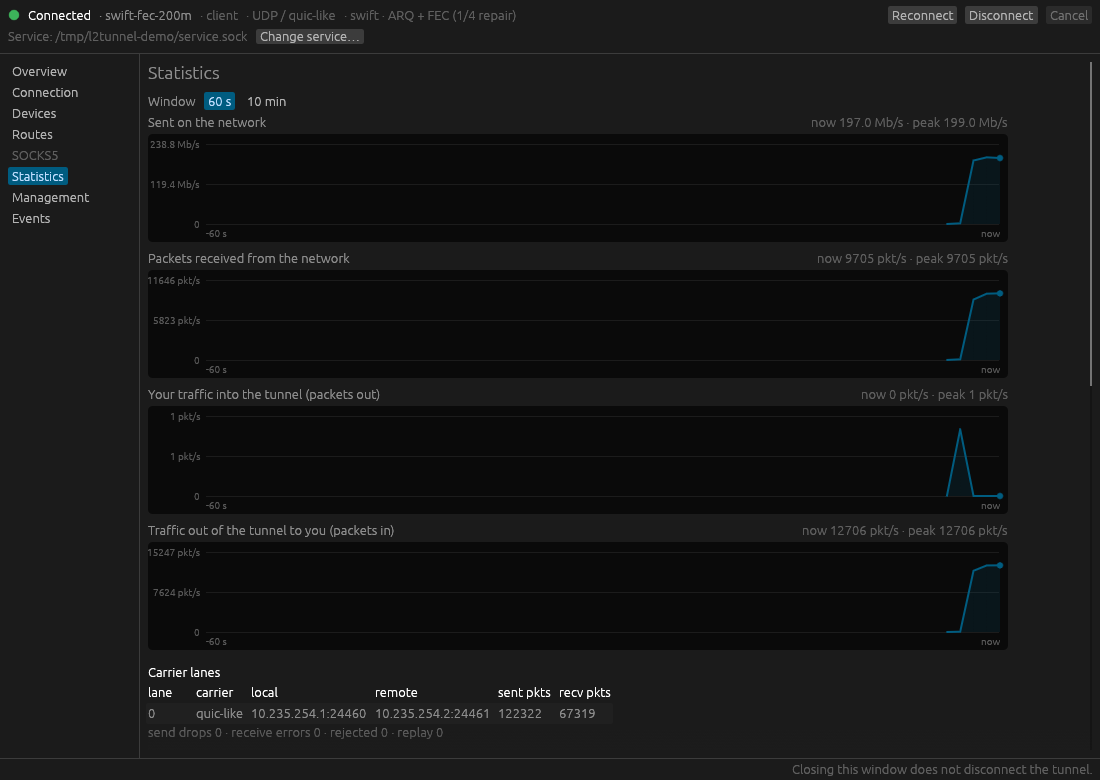 Connected · swift-fec-200m · client · UDP / quic-like · swift · ARQ + FEC (1/4 repair) Reconnect Disconnect Cancel
Service: /tmp/l2tunnel-demo/service.sock Change service...
Overview
Connection
Devices
Routes
SOCKS5
Statistics
Management
Events
Statistics
Window 60 s 10 min
Sent on the network now 197.0 Mb/s · peak 199.0 Mb/s
238.8 Mb/s
119.4 Mb/s
0
-60 s now
Packets received from the network now 9705 pkt/s · peak 9705 pkt/s
11646 pkt/s
5823 pkt/s
0
-60 s now
Your traffic into the tunnel (packets out) now 0 pkt/s · peak 1 pkt/s
1 pkt/s
1 pkt/s
0
-60 s now
Traffic out of the tunnel to you (packets in) now 12706 pkt/s · peak 12706 pkt/s
15247 pkt/s
7624 pkt/s
0
-60 s now
Carrier lanes
lane carrier local remote sent pkts recv pkts
0 quic-like 10.235.254.1:24460 10.235.254.2:24461 122322 67319
send drops 0 · receive errors 0 · rejected 0 · replay 0
Closing this window does not disconnect the tunnel.